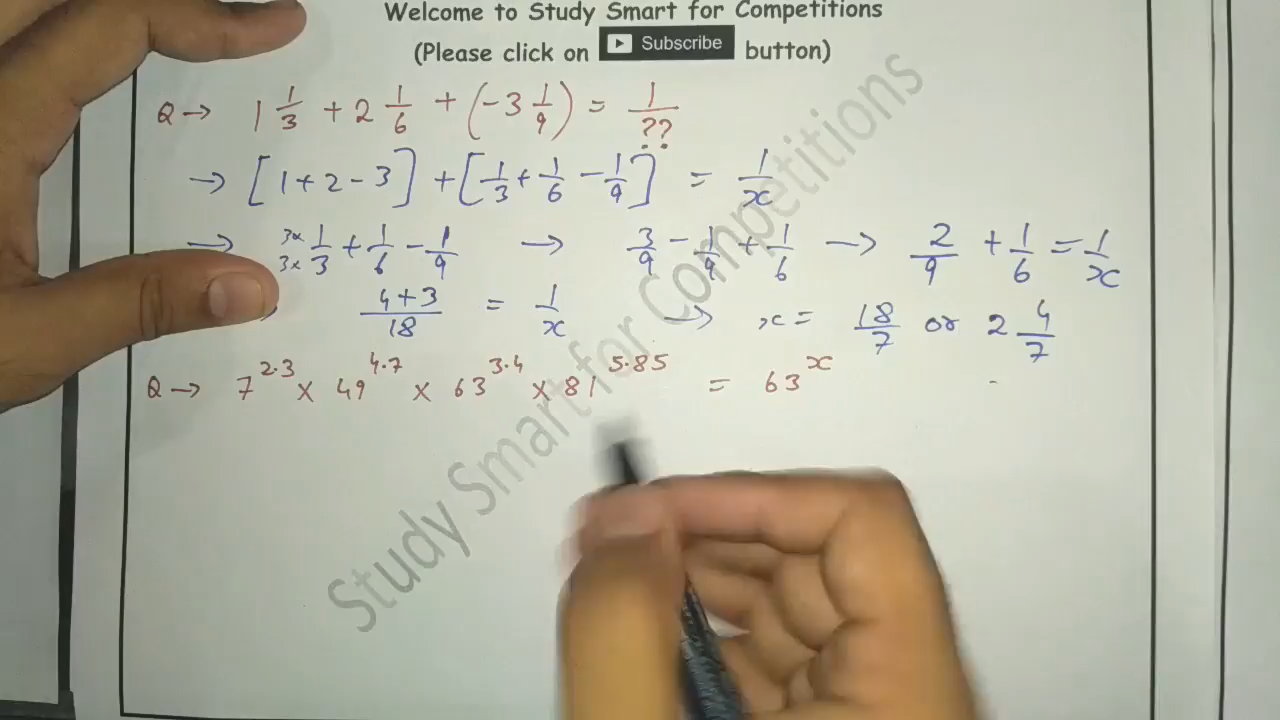 Welcome to Study Smart for Competitions
(Please click on Subscribe button)
Q → 1 1/3 + 2 1/6 + (-3 1/9) = 1/??
→ [1+2-3] + [1/3 + 1/6 - 1/9] = 1/x
→ 3x 1/3x 3 + 1/6 - 1/9 → 3/9 - 1/9 + 1/6 → 2/9 + 1/6 = 1/x
4+3/18 = 1/x → x = 18/7 or 2 4/7
Q → 7^2.3 x 49^4.7 x 63^3.4 x 81^5.85 = 63^x
Study Smart for Competitions